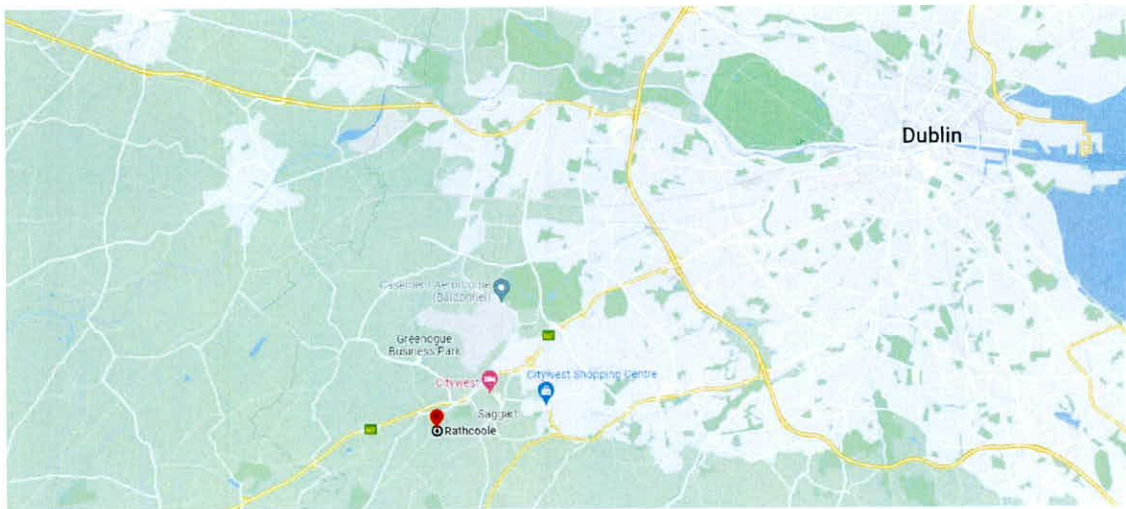 Dublin
Casement Aerodrome
(Baldonnel)
Greenogue
Business Park
N7
Citywest
Citywest Shopping Centre
Saggart
N7
Rathcoole